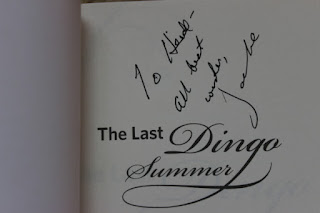 To
All best
wishes,
The Last Dingo
Summer